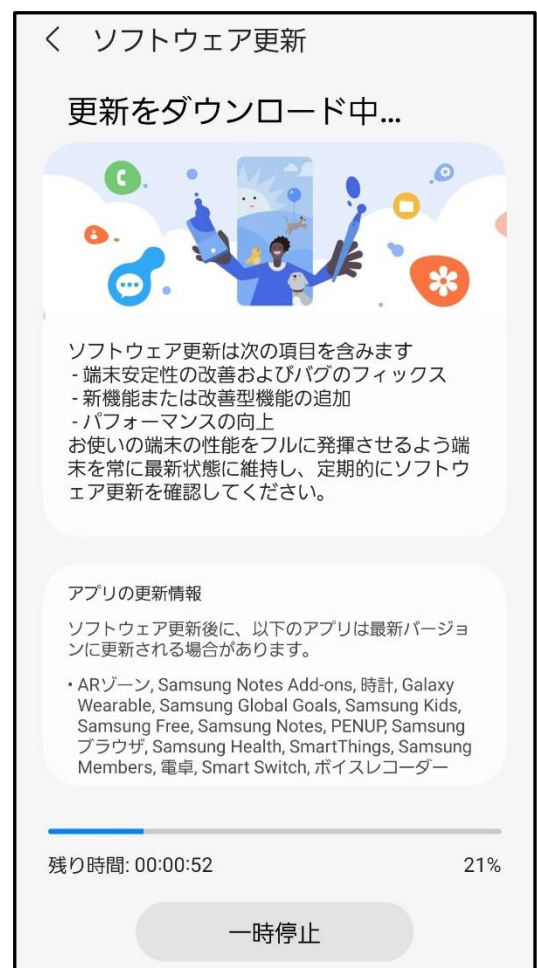 ソフトウェア更新
更新をダウンロード中...
ソフトウェア更新は次の項目を含みます
- 端末安定性の改善およびバグのフィックス
- 新機能または改善型機能の追加
- パフォーマンスの向上
お使いの端末の性能をフルに発揮させるよう端
末を常に最新状態に維持し、定期的にソフトウ
ェア更新を確認してください。
アプリの更新情報
ソフトウェア更新後に、以下のアプリは最新バージョ
ンに更新される場合があります。
• ARゾーン, Samsung Notes Add-ons, 時計, Galaxy
Wearable, Samsung Global Goals, Samsung Kids,
Samsung Free, Samsung Notes, PENUP, Samsung
ブラウザ, Samsung Health, SmartThings, Samsung
Members, 電卓, Smart Switch, ボイスレコーダー
残り時間: 00:00:52 21%
一時停止